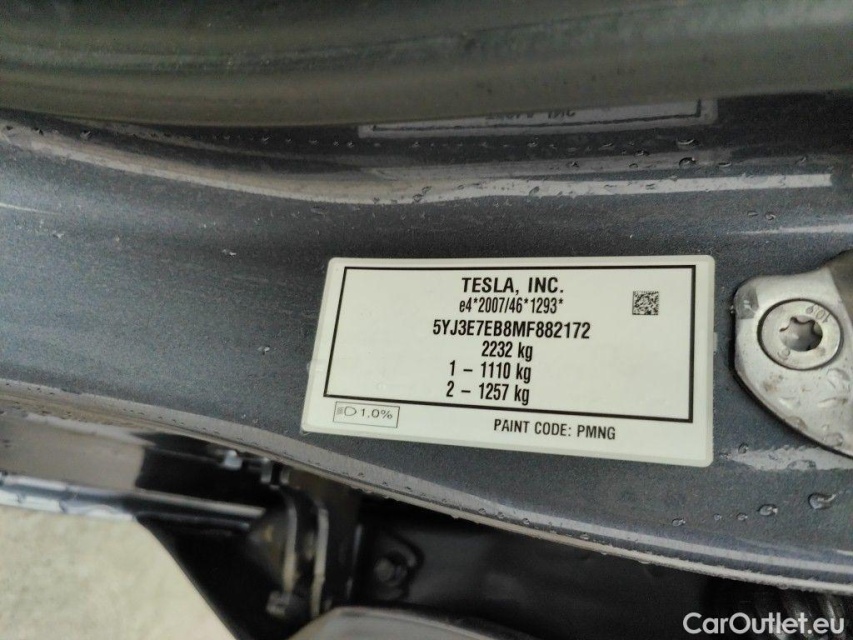 TESLA, INC.
e4*2007/46*1293*
5YJ3E7EB8MF882172
2232 kg
1 – 1110 kg
2 – 1257 kg
1,0%
PAINT CODE: PMNG
CarOutlet.eu